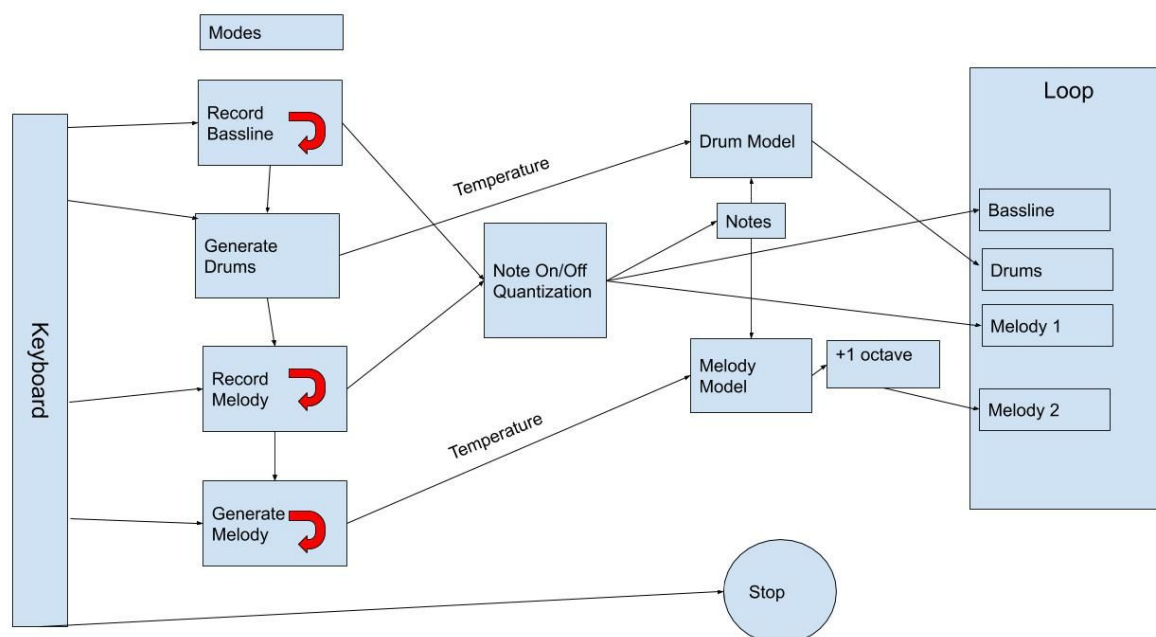 Modes
Loop
Keyboard
Record
Bassline
Generate
Drums
Record
Melody
Generate
Melody
Temperature
Temperature
Note On/Off
Quantization
Drum Model
Notes
Melody
Model
+1 octave
Bassline
Drums
Melody 1
Melody 2
Stop